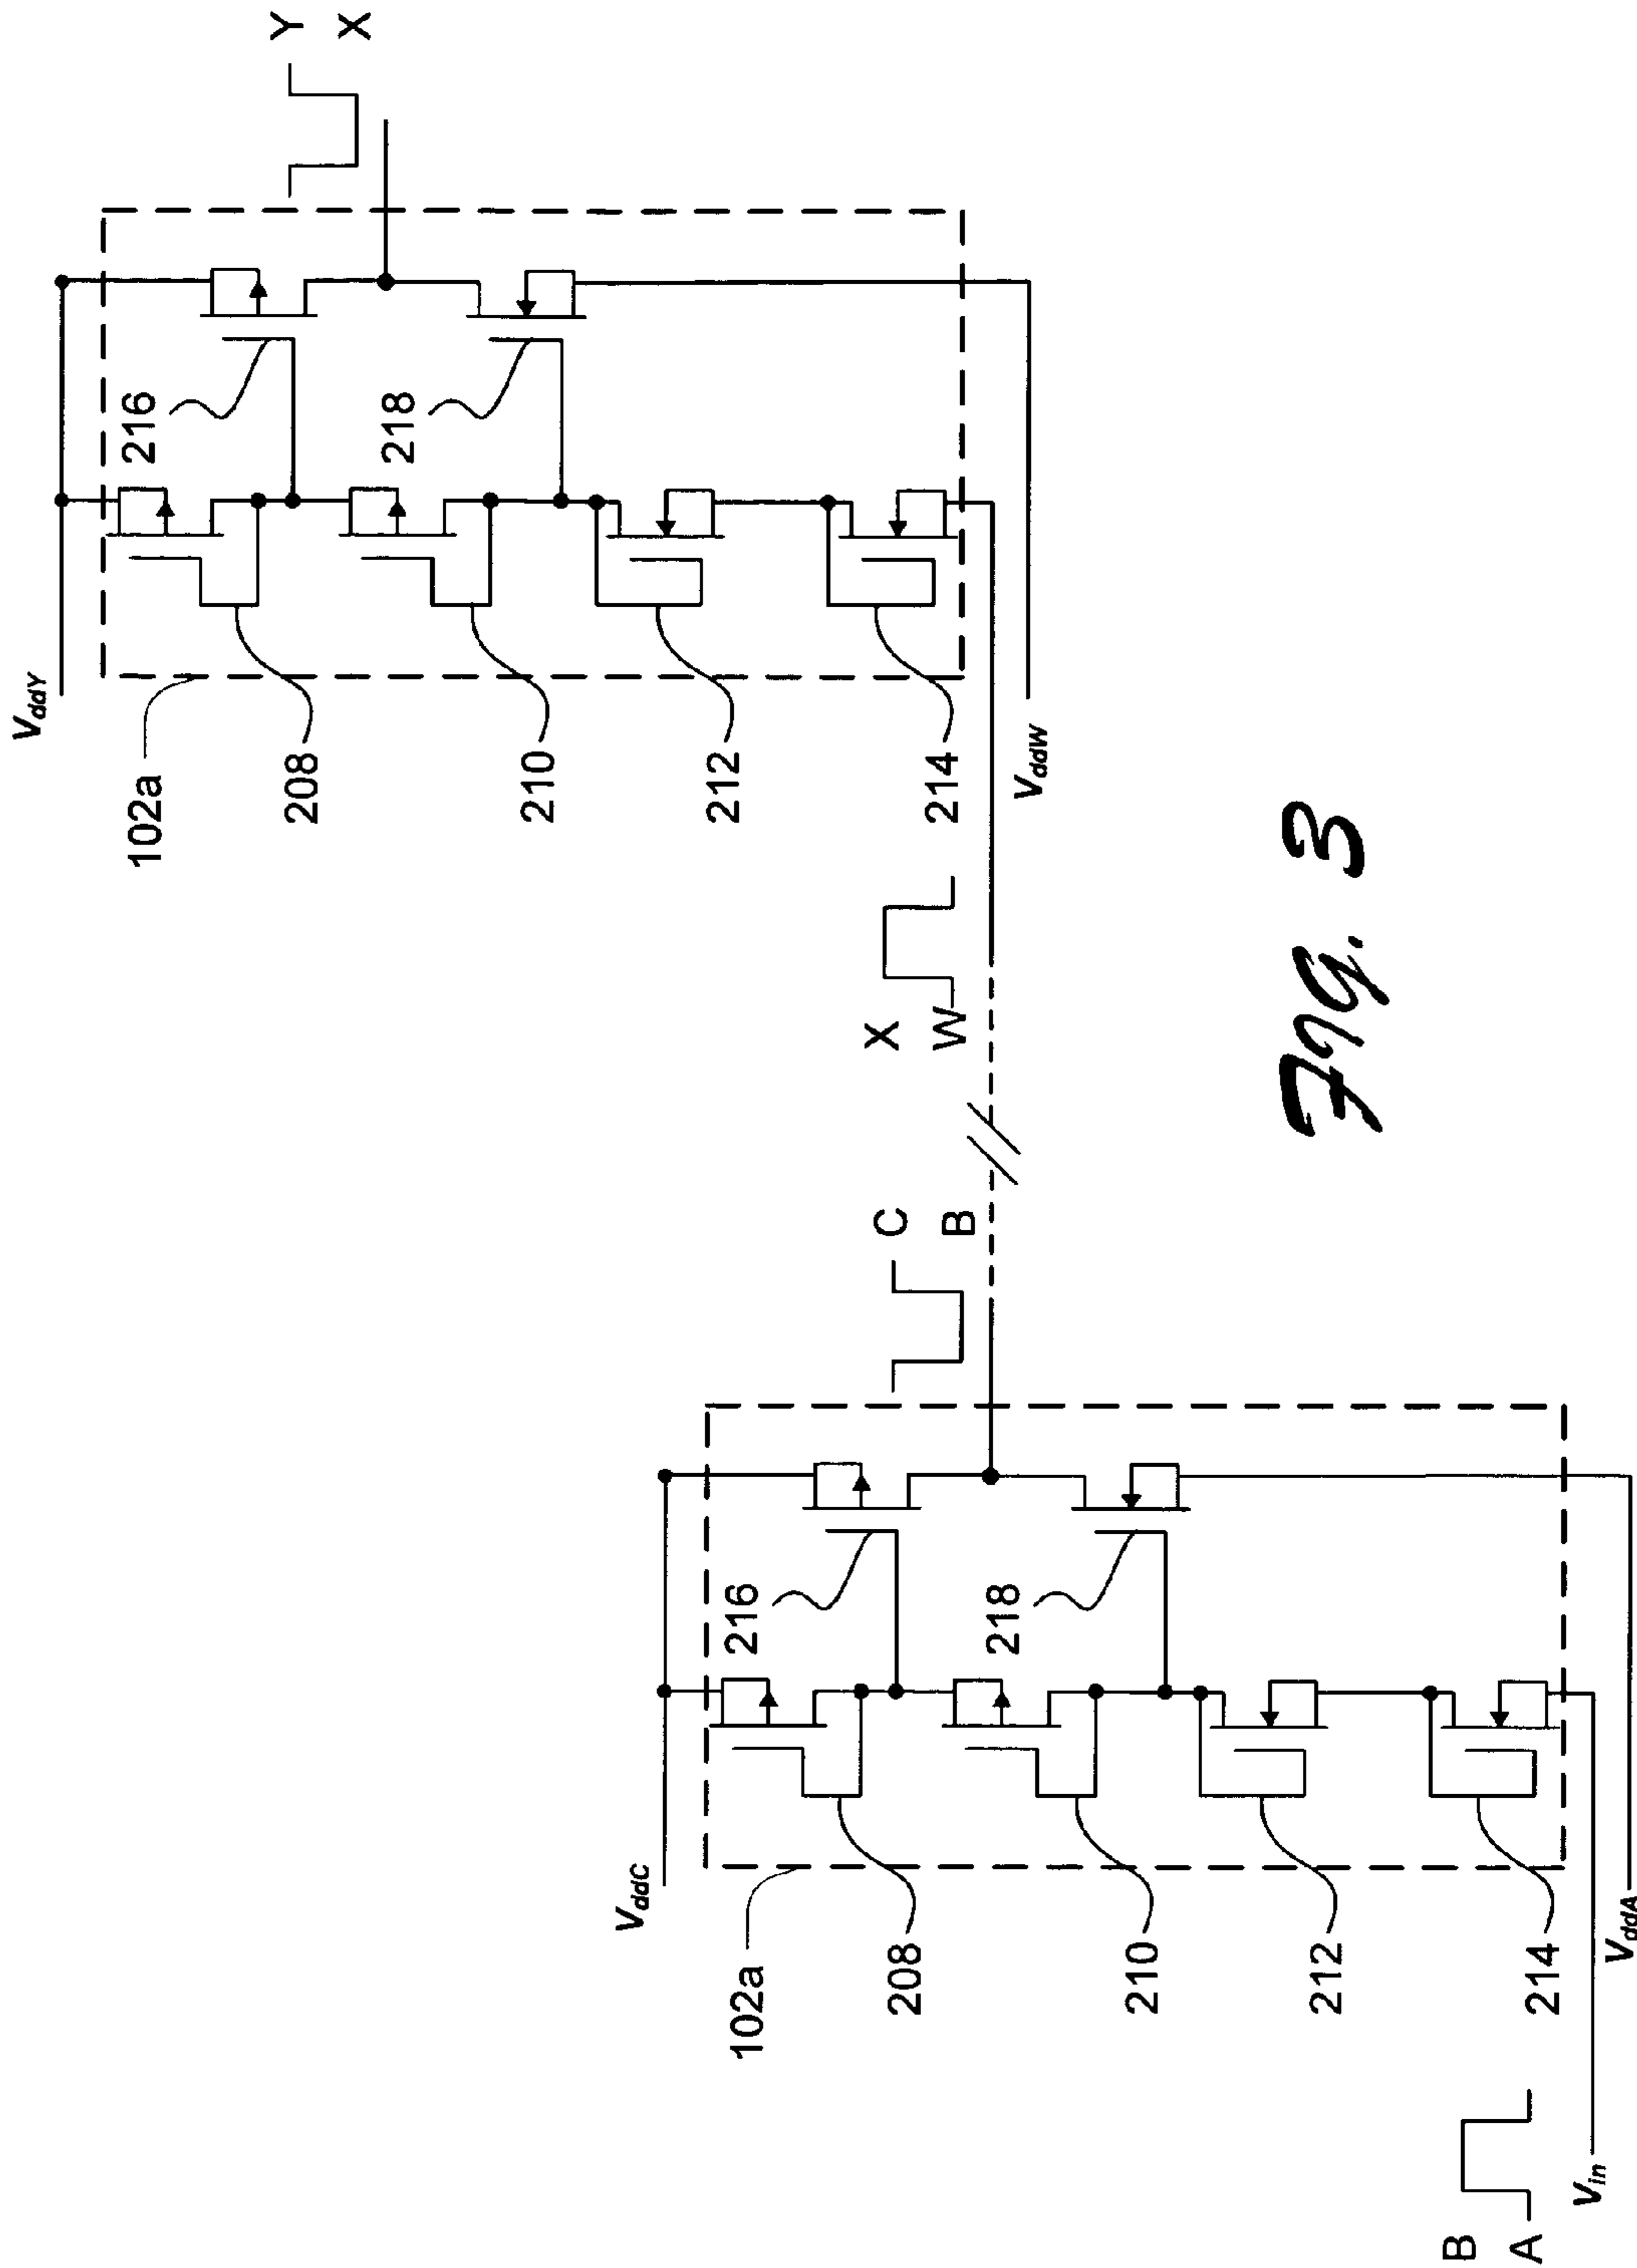 B
A
V_in
V_ddA
V_ddC
102a
208
210
212
214
216
218
C
B
X
W
V_ddY
102a
208
210
212
214
V_ddW
216
218
Y
X
FIG. 3